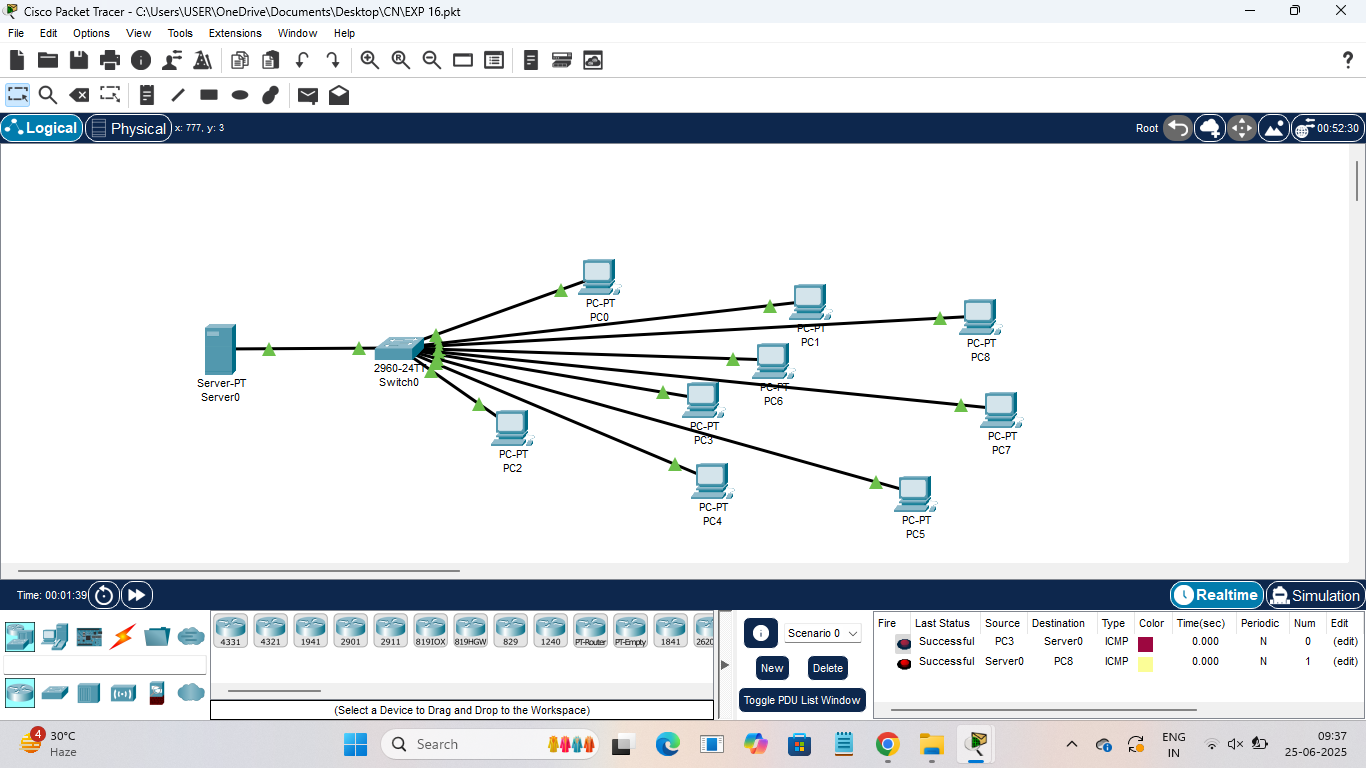 Cisco Packet Tracer - C:\Users\USER\OneDrive\Documents\Desktop\CN\EXP 16.pkt
File Edit Options View Tools Extensions Window Help
Logical Physical x: 777, y: 3 Root 00:52:30
PC-PT
PC0
PC-PT
PC1
PC-PT
PC8
Server-PT
Server0
2960-24TT
Switch0
PC-PT
PC6
PC-PT
PC3
PC-PT
PC7
PC-PT
PC2
PC-PT
PC4
PC-PT
PC5
Time: 00:01:39 Realtime Simulation
4331 4321 1941 2901 2911 819IOX 819HGW 829 1240 PT-Router PT-Empty 1841 2620
(Select a Device to Drag and Drop to the Workspace)
Scenario 0
New Delete
Toggle PDU List Window
Fire Last Status Source Destination Type Color Time(sec) Periodic Num Edit
Successful PC3 Server0 ICMP 0.000 N 0 (edit)
Successful Server0 PC8 ICMP 0.000 N 1 (edit)
4
30°C
Haze
Search
ENG
IN
09:37
25-06-2025